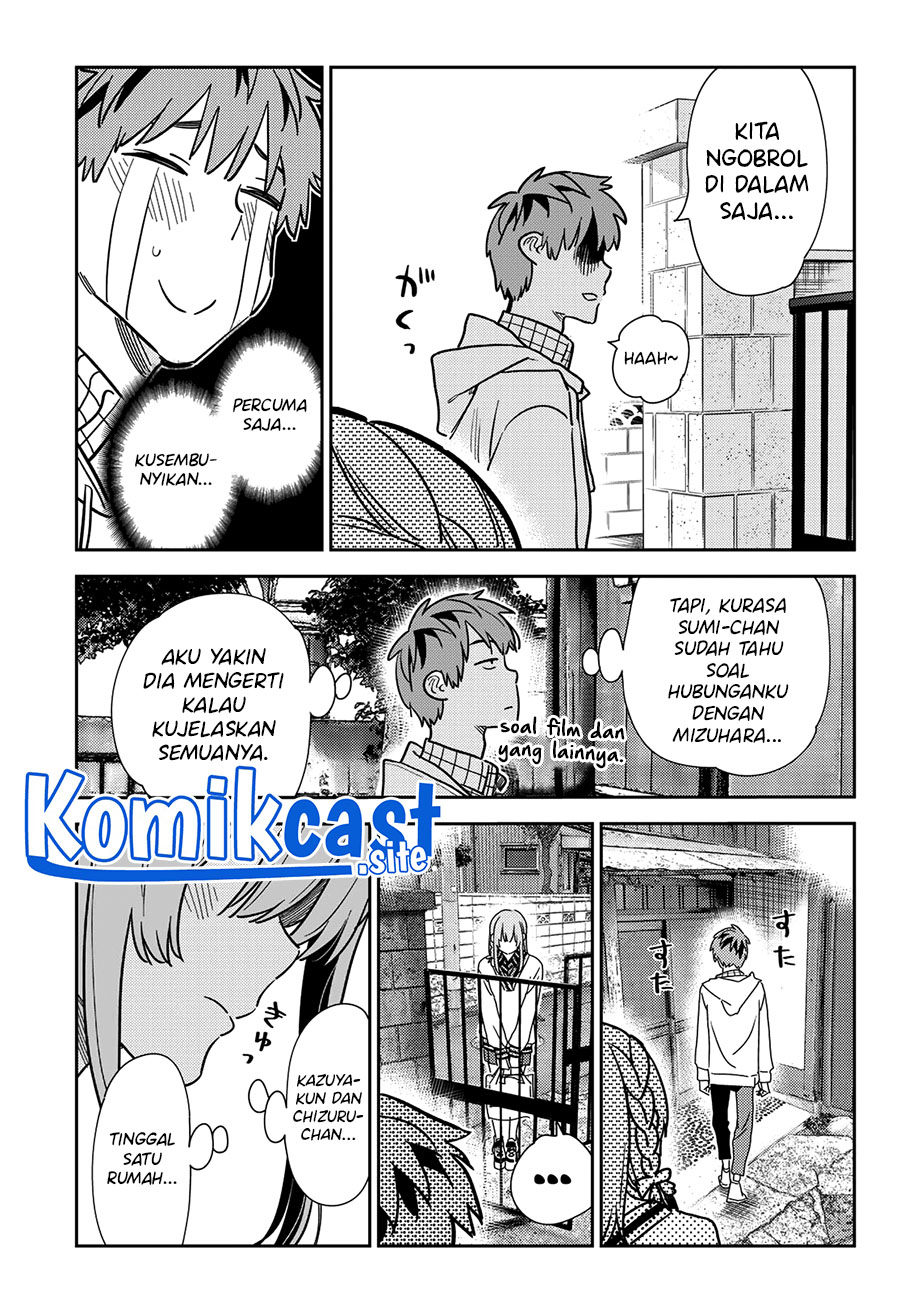 KITA
NGOBROL
DI DALAM
SAJA...
HAAH~
がくっ
PERCUMA
SAJA...
KUSEMBU-
NYIKAN...
TAPI, KURASA
SUMI-CHAN
SUDAH TAHU
SOAL
HUBUNGANKU
DENGAN
MIZUHARA...
soal film dan
yang lainnya.
AKU YAKIN
DIA MENGERTI
KALAU
KUJELASKAN
SEMUANYA.
Komikcast
.site
すた
すた
...
KAZUYA-
KUN DAN
CHIZURU-
CHAN...
ぎゅっ
TINGGAL
SATU
RUMAH...